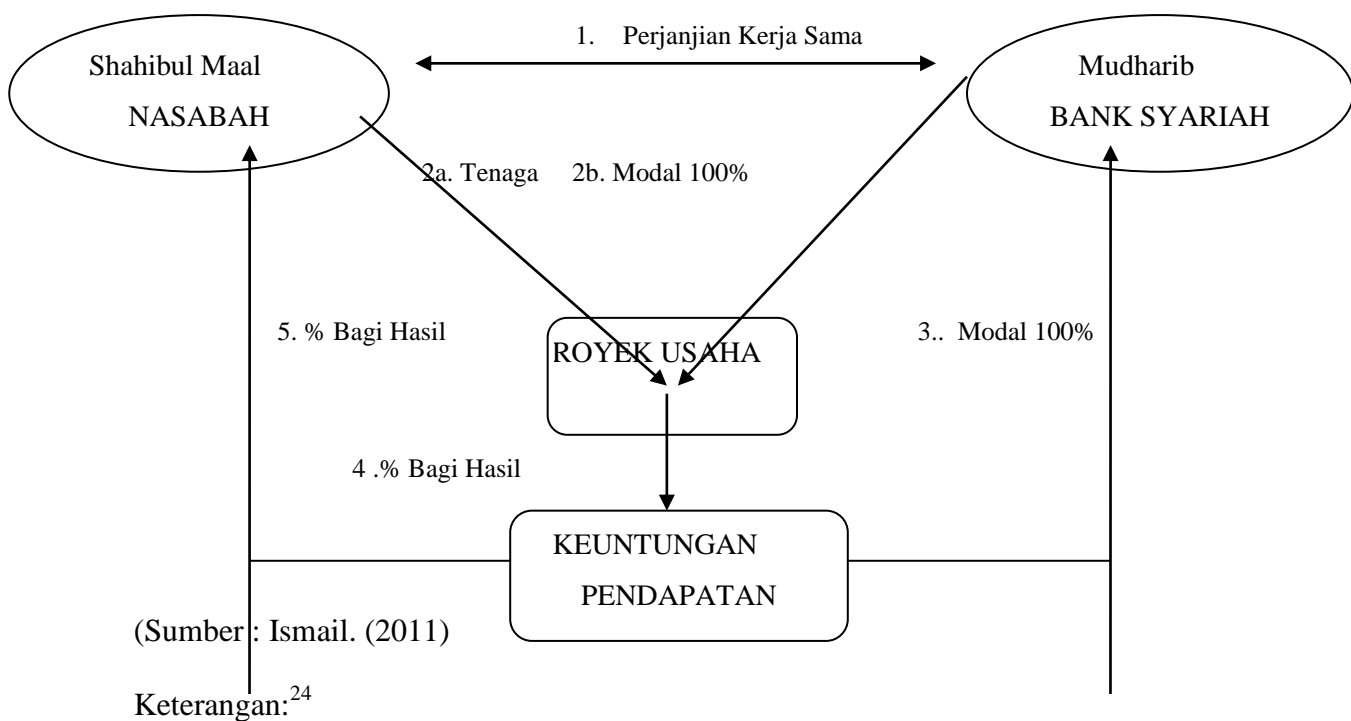 1. Perjanjian Kerja Sama
Shahibul Maal
NASABAH
Mudharib
BANK SYARIAH
2a. Tenaga
2b. Modal 100%
5. % Bagi Hasil
ROYEK USAHA
3.. Modal 100%
4 .% Bagi Hasil
KEUNTUNGAN
PENDAPATAN
(Sumber : Ismail. (2011)
Keterangan:24